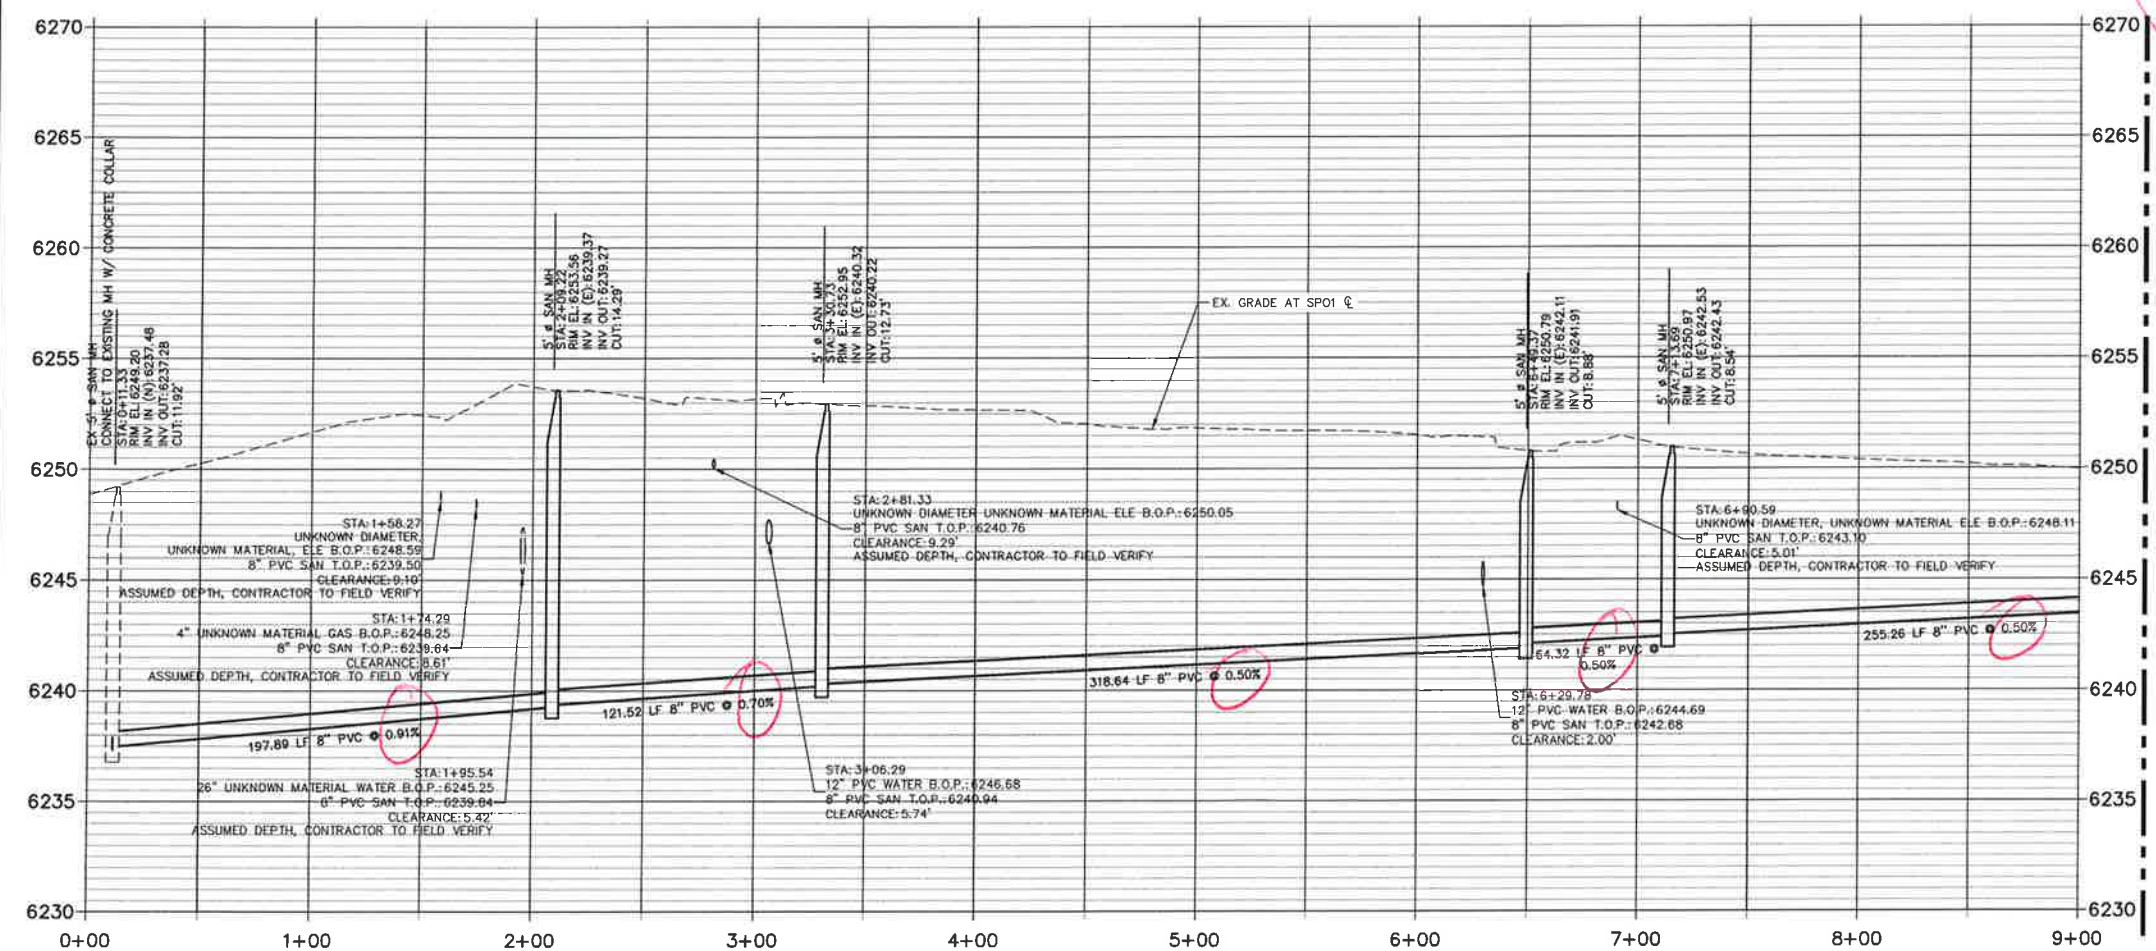 6270
6265
6260
6255
6250
6245
6240
6235
6230
6270
6265
6260
6255
6250
6245
6240
6235
6230
0+00
1+00
2+00
3+00
4+00
5+00
6+00
7+00
8+00
9+00
EX 5' ø SAN MH
CONNECT TO EXISTING MH W/ CONCRETE COLLAR
STA:0+11.33
RIM EL:6249.20
INV IN (N):6237.48
INV OUT:6237.28
CUT:11.92'
5' ø SAN MH
STA:2+09.22
RIM EL:6253.56
INV IN (E):6239.37
INV OUT:6239.27
CUT:14.29'
5' ø SAN MH
STA:3+30.73
RIM EL:6252.95
INV IN (E):6240.32
INV OUT:6240.22
CUT:12.73'
EX. GRADE AT SP01 ℄
5' ø SAN MH
STA:6+49.37
RIM EL:6250.79
INV IN (E):6242.11
INV OUT:6241.91
CUT:8.88'
5' ø SAN MH
STA:7+13.69
RIM EL:6250.97
INV IN (E):6242.53
INV OUT:6242.43
CUT:8.54'
STA:1+58.27
UNKNOWN DIAMETER,
UNKNOWN MATERIAL, ELE B.O.P.:6248.59
8" PVC SAN T.O.P.:6239.50
CLEARANCE:9.10'
ASSUMED DEPTH, CONTRACTOR TO FIELD VERIFY
STA:1+74.29
4" UNKNOWN MATERIAL GAS B.O.P.:6248.25
8" PVC SAN T.O.P.:6239.64
CLEARANCE:8.61'
ASSUMED DEPTH, CONTRACTOR TO FIELD VERIFY
STA:2+81.33
UNKNOWN DIAMETER UNKNOWN MATERIAL ELE B.O.P.:6250.05
8" PVC SAN T.O.P.:6240.76
CLEARANCE:9.29'
ASSUMED DEPTH, CONTRACTOR TO FIELD VERIFY
STA:6+90.59
UNKNOWN DIAMETER, UNKNOWN MATERIAL ELE B.O.P.:6248.11
8" PVC SAN T.O.P.:6243.10
CLEARANCE:5.01'
ASSUMED DEPTH, CONTRACTOR TO FIELD VERIFY
197.89 LF 8" PVC @ 0.91%
121.52 LF 8" PVC @ 0.70%
318.64 LF 8" PVC @ 0.50%
64.32 LF 8" PVC @
0.50%
255.26 LF 8" PVC @ 0.50%
STA:1+95.54
26" UNKNOWN MATERIAL WATER B.O.P.:6245.25
8" PVC SAN T.O.P.:6239.84
CLEARANCE:5.42'
ASSUMED DEPTH, CONTRACTOR TO FIELD VERIFY
STA:3+06.29
12" PVC WATER B.O.P.:6246.68
8" PVC SAN T.O.P.:6240.94
CLEARANCE:5.74'
STA:6+29.78
12" PVC WATER B.O.P.:6244.69
8" PVC SAN T.O.P.:6242.68
CLEARANCE:2.00'